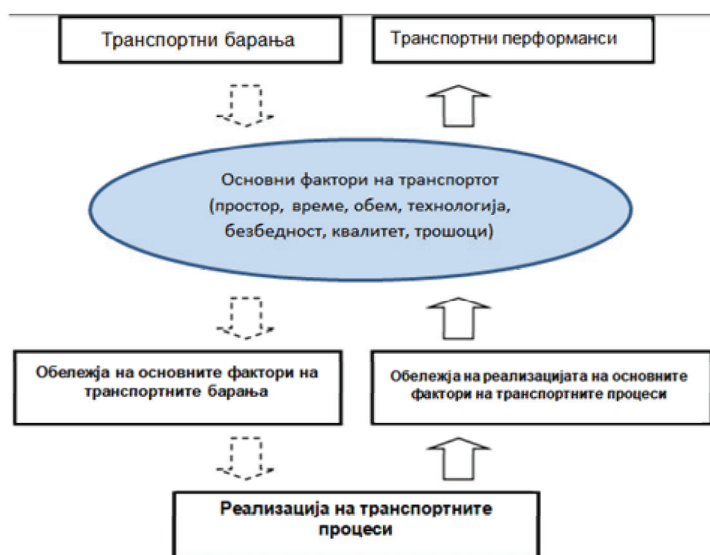 Транспортни барања
Транспортни перформанси
Основни фактори на транспортот
(простор, време, обем, технологија,
безбедност, квалитет, трошоци)
Обележја на основните фактори на
транспортните барања
Обележја на реализацијата на основните
фактори на транспортните процеси
Реализација на транспортните
процеси